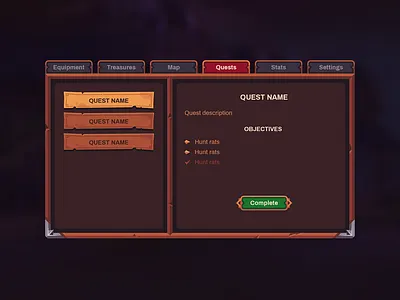 Equipment Treasures Map Quests Stats Settings
QUEST NAME
QUEST NAME
QUEST NAME
QUEST NAME
Quest description
OBJECTIVES
Hunt rats
Hunt rats
Hunt rats
Complete